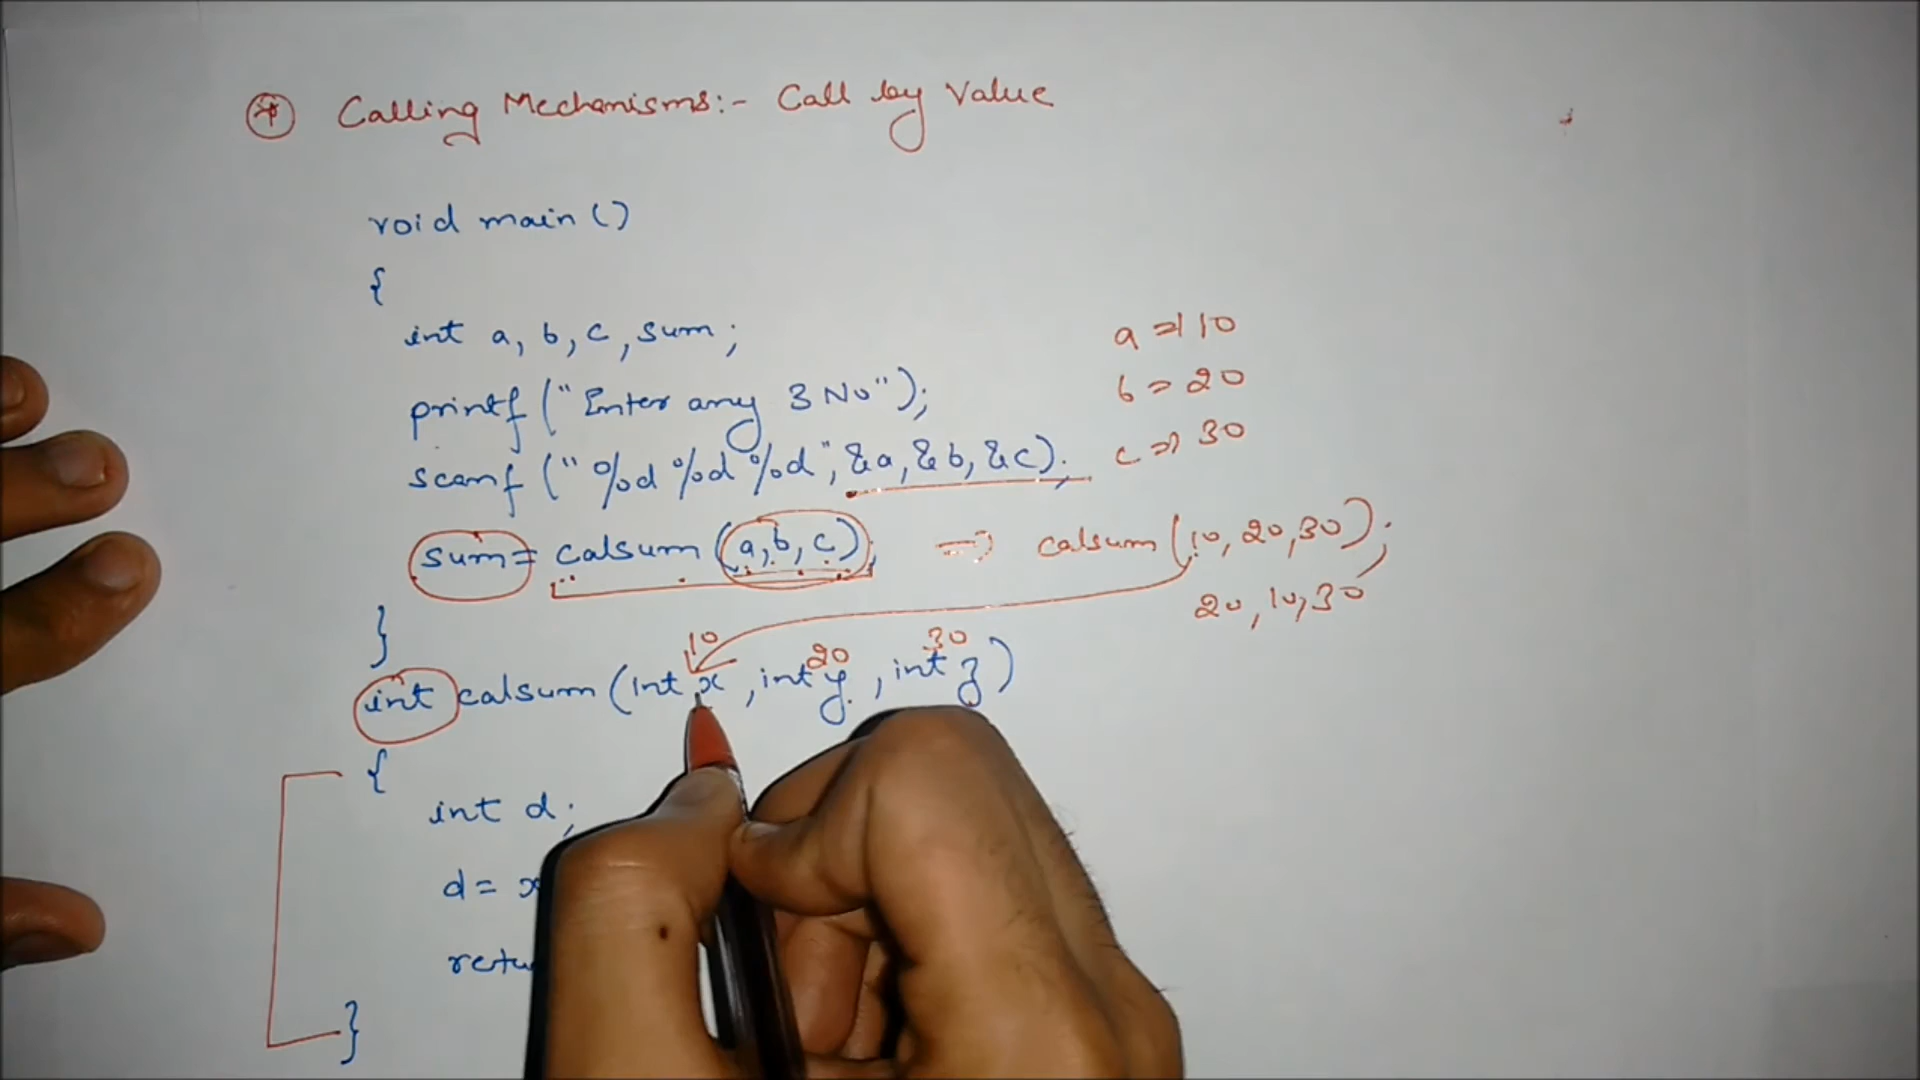 * Calling Mechanisms:- Call by Value
void main ()
{
int a, b, c, sum;
printf ("Enter any 3 No");
a => 10
b => 20
scanf ("%d %d %d", &a, &b, &c);
c => 30
sum = calsum (a, b, c); => calsum (10, 20, 30);
20, 10, 30
}
10 20 30
int calsum (int x, int y, int z)
{
int d;
d = x
retu
}